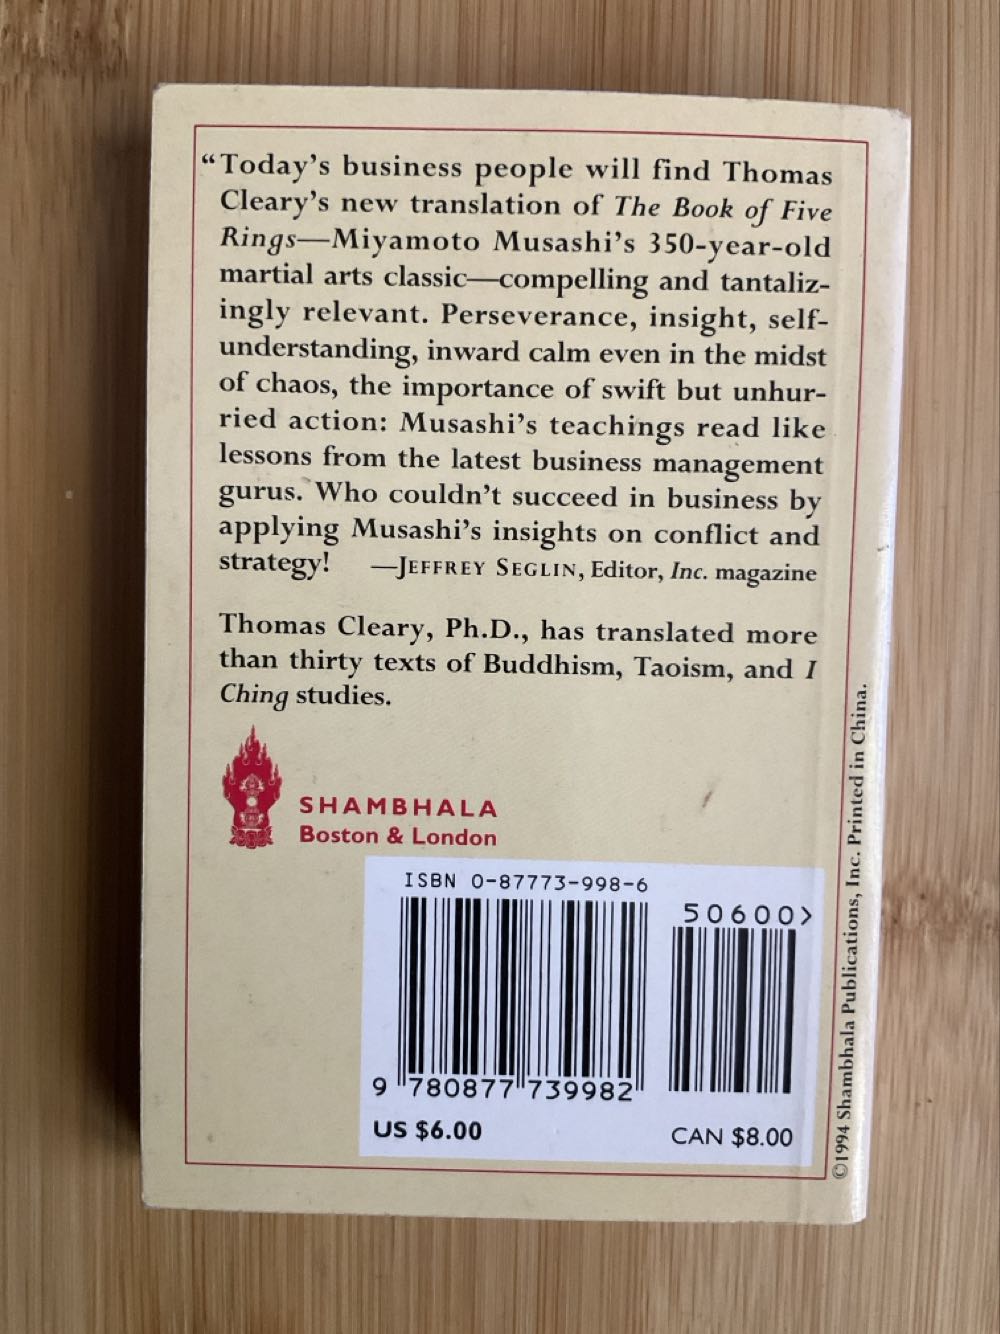 “Today’s business people will find Thomas
Cleary’s new translation of The Book of Five
Rings—Miyamoto Musashi’s 350-year-old
martial arts classic—compelling and tantaliz-
ingly relevant. Perseverance, insight, self-
understanding, inward calm even in the midst
of chaos, the importance of swift but unhur-
ried action: Musashi’s teachings read like
lessons from the latest business management
gurus. Who couldn’t succeed in business by
applying Musashi’s insights on conflict and
strategy! —JEFFREY SEGLIN, Editor, Inc. magazine
Thomas Cleary, Ph.D., has translated more
than thirty texts of Buddhism, Taoism, and I
Ching studies.
SHAMBHALA
Boston & London
ISBN 0-87773-998-6
50600>
9 780877 739982
US $6.00
CAN $8.00
©1994 Shambhala Publications, Inc. Printed in China.